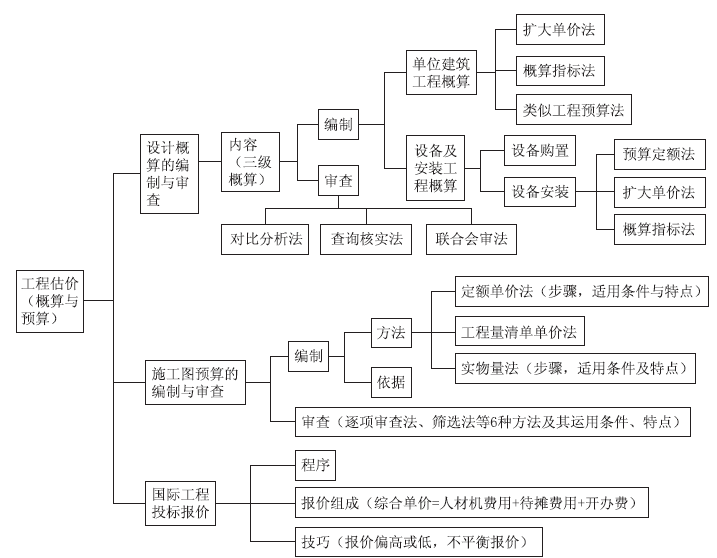 工程估价
（概算与
预算）
设计概
算的编
制与审
查
内容
（三级
概算）
编制
单位建筑
工程概算
扩大单价法
概算指标法
类似工程预算法
设备及
安装工
程概算
设备购置
设备安装
预算定额法
扩大单价法
概算指标法
审查
对比分析法
查询核实法
联合会审法
施工图预算的
编制与审查
编制
方法
定额单价法（步骤，适用条件与特点）
工程量清单单价法
实物量法（步骤，适用条件及特点）
依据
审查（逐项审查法、筛选法等6种方法及其运用条件、特点）
国际工程
投标报价
程序
报价组成（综合单价=人材机费用+待摊费用+开办费）
技巧（报价偏高或低，不平衡报价）